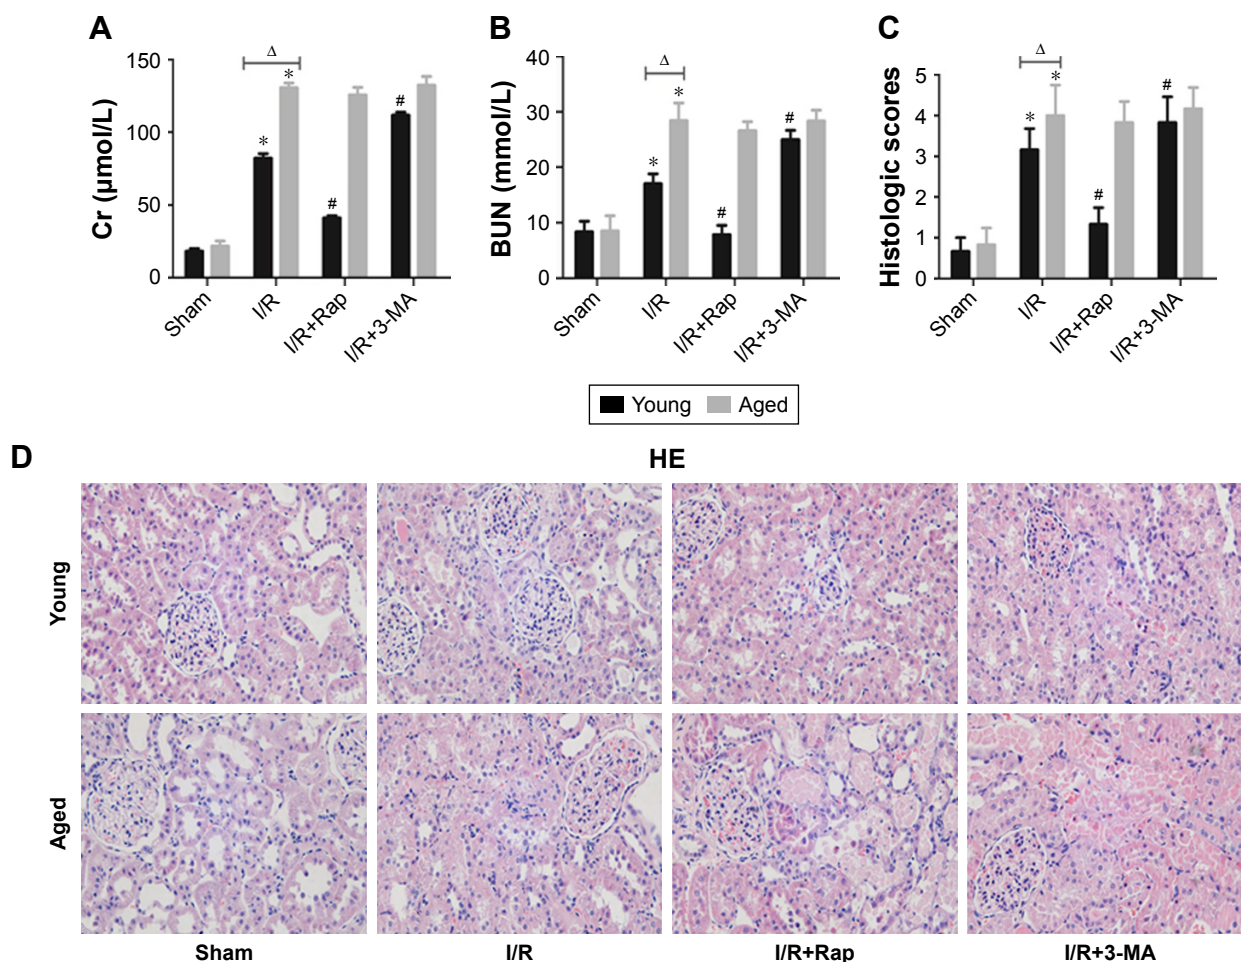 A
Cr (µmol/L)
150
100
50
0
Δ
*
*
#
#
Sham
I/R
I/R+Rap
I/R+3-MA
B
BUN (mmol/L)
40
30
20
10
0
Δ
*
*
#
#
Sham
I/R
I/R+Rap
I/R+3-MA
C
Histologic scores
5
4
3
2
1
0
Δ
*
*
#
#
Sham
I/R
I/R+Rap
I/R+3-MA
Young Aged
D
HE
Young
Aged
Sham I/R I/R+Rap I/R+3-MA